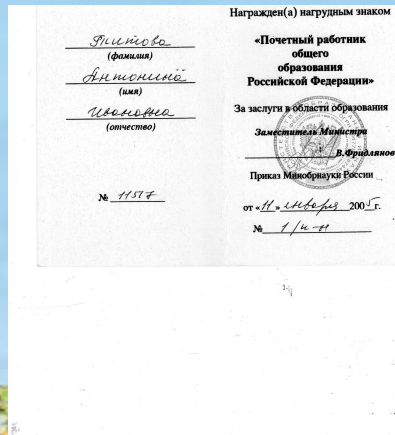 Титова
(фамилия)
Антонина
(имя)
Ивановна
(отчество)
№ 11517
Награжден(а) нагрудным знаком
«Почетный работник
общего
образования
Российской Федерации»
За заслуги в области образования
Заместитель Министра
В.Фридлянов
Приказ Минобрнауки России
от «11» января 2005 г.
№ 1/и-н